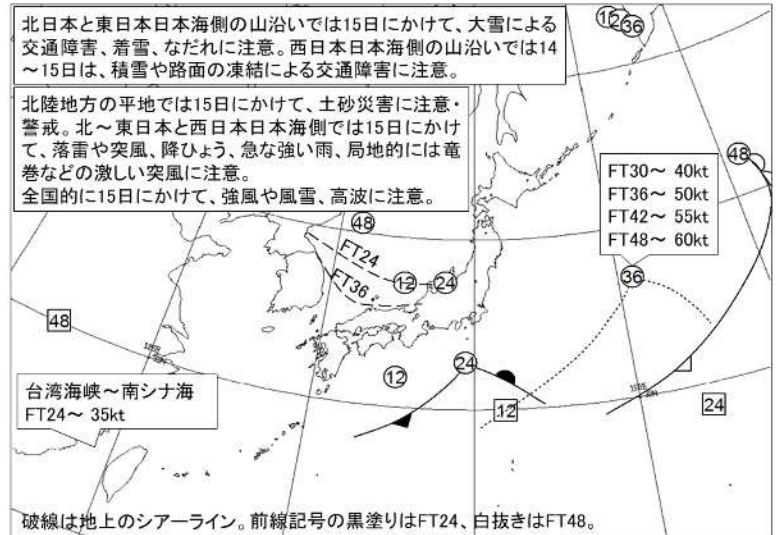 北日本と東日本日本海側の山沿いでは15日にかけて、大雪による
交通障害、着雪、なだれに注意。西日本日本海側の山沿いでは14
～15日は、積雪や路面の凍結による交通障害に注意。
北陸地方の平地では15日にかけて、土砂災害に注意・
警戒。北～東日本と西日本日本海側では15日にかけ
て、落雷や突風、降ひょう、急な強い雨、局地的には竜
巻などの激しい突風に注意。
全国的に15日にかけて、強風や風雪、高波に注意。
12
24
36
48
FT30～ 40kt
FT36～ 50kt
FT42～ 55kt
FT48～ 60kt
48
FT24
FT36
12
24
36
48
12
24
12
24
台湾海峡～南シナ海
FT24～ 35kt
破線は地上のシアーライン。前線記号の黒塗りはFT24、白抜きはFT48。